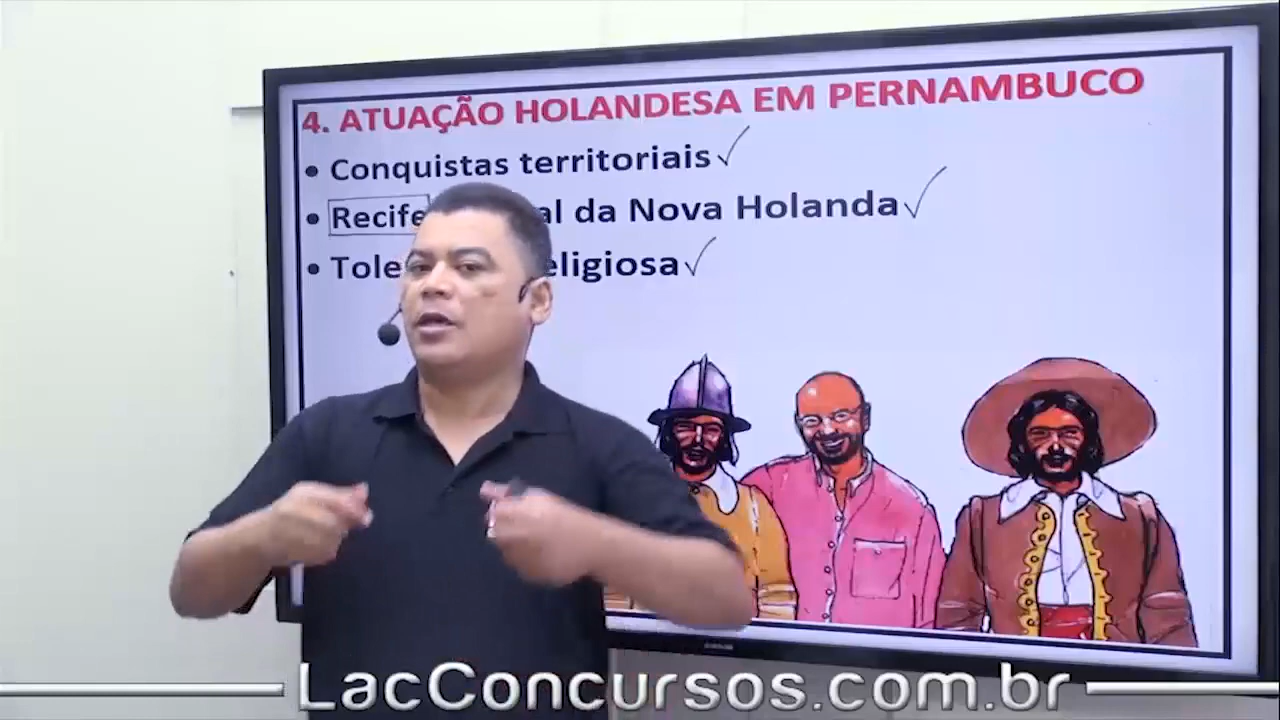 4. ATUAÇÃO HOLANDESA EM PERNAMBUCO
• Conquistas territoriais
• Recife al da Nova Holanda
• Tole eligiosa
LacConcursos.com.br